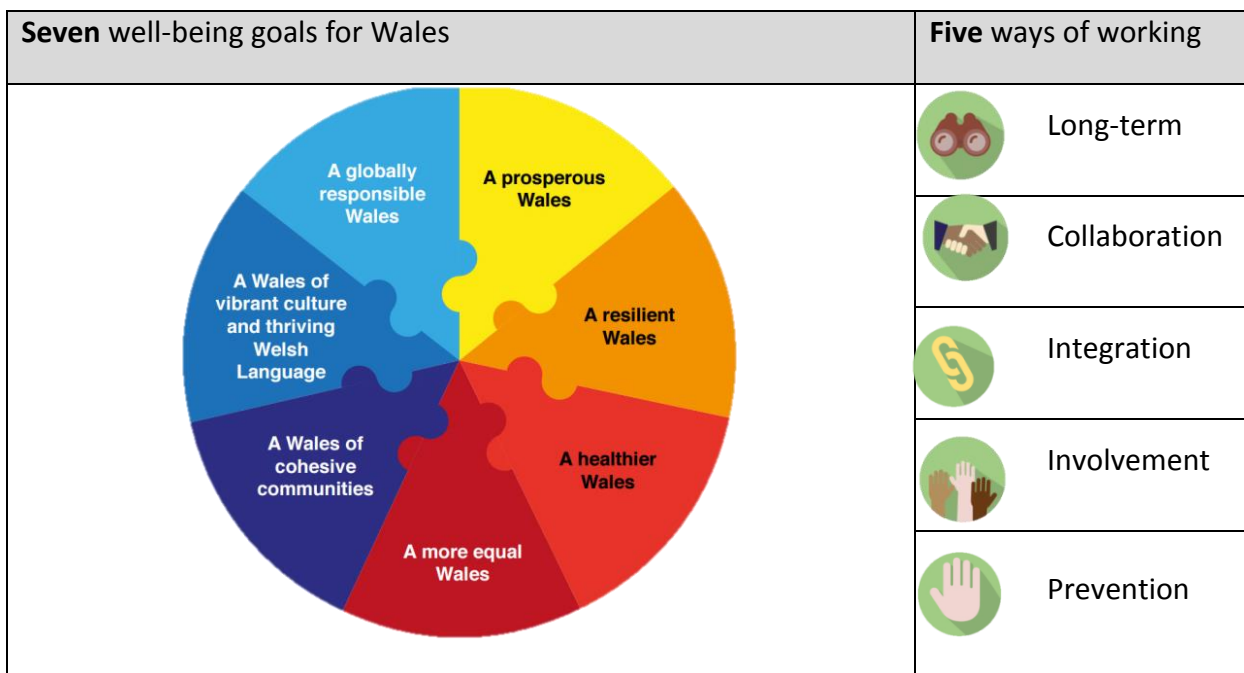 Seven well-being goals for Wales
Five ways of working
A globally
responsible
Wales
A prosperous
Wales
A Wales of
vibrant culture
and thriving
Welsh
Language
A resilient
Wales
A Wales of
cohesive
communities
A healthier
Wales
A more equal
Wales
Long-term
Collaboration
Integration
Involvement
Prevention